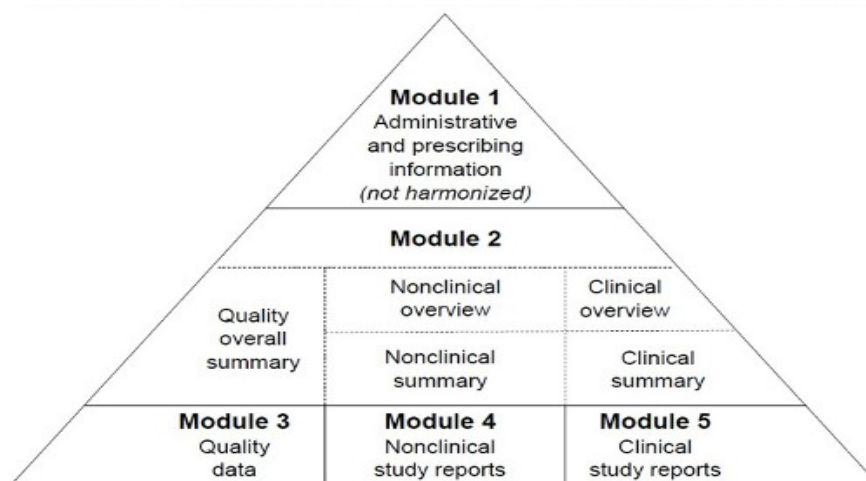 Module 1
Administrative
and prescribing
information
(not harmonized)
Module 2
Quality
overall
summary
Nonclinical
overview
Clinical
overview
Nonclinical
summary
Clinical
summary
Module 3
Quality
data
Module 4
Nonclinical
study reports
Module 5
Clinical
study reports